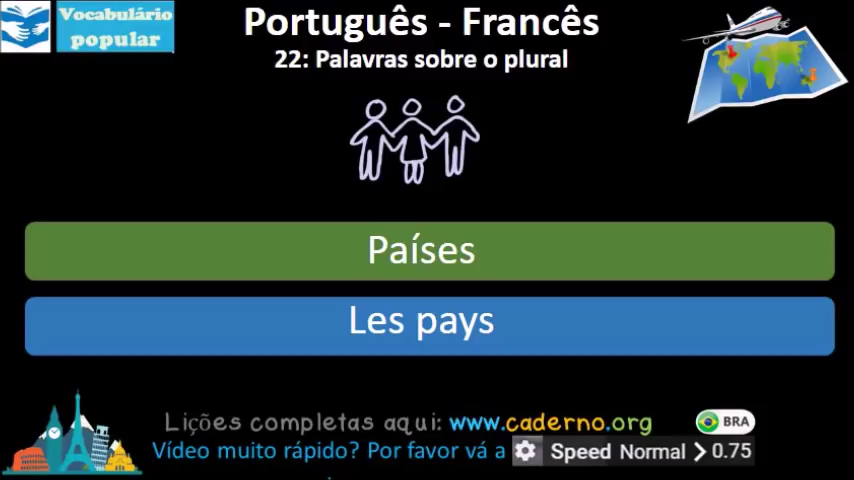 Vocabulário
popular
Português - Francês
22: Palavras sobre o plural
Países
Les pays
Lições completas aqui: www.caderno.org
BRA
Vídeo muito rápido? Por favor vá a Speed Normal > 0.75